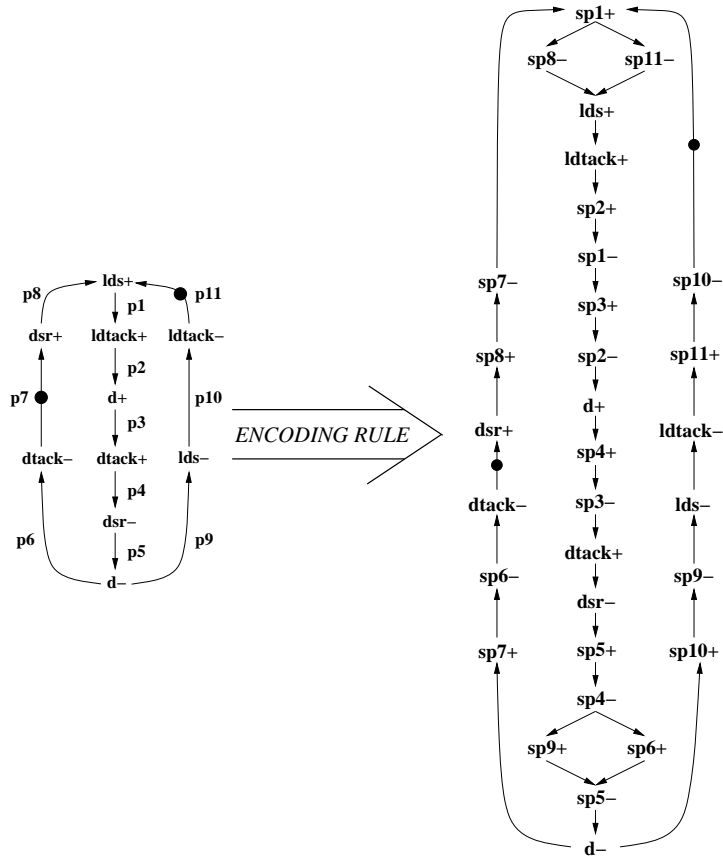 lds+
p8
p1
p11
dsr+
ldtack+
ldtack−
p2
p7
d+
p10
p3
dtack−
dtack+
lds−
p4
dsr−
p6
p5
p9
d−
ENCODING RULE
sp1+
sp8−
sp11−
lds+
ldtack+
sp2+
sp1−
sp7−
sp10−
sp3+
sp8+
sp2−
sp11+
d+
dsr+
ldtack−
sp4+
dtack−
sp3−
lds−
dtack+
sp6−
sp9−
dsr−
sp7+
sp5+
sp10+
sp4−
sp9+
sp6+
sp5−
d−